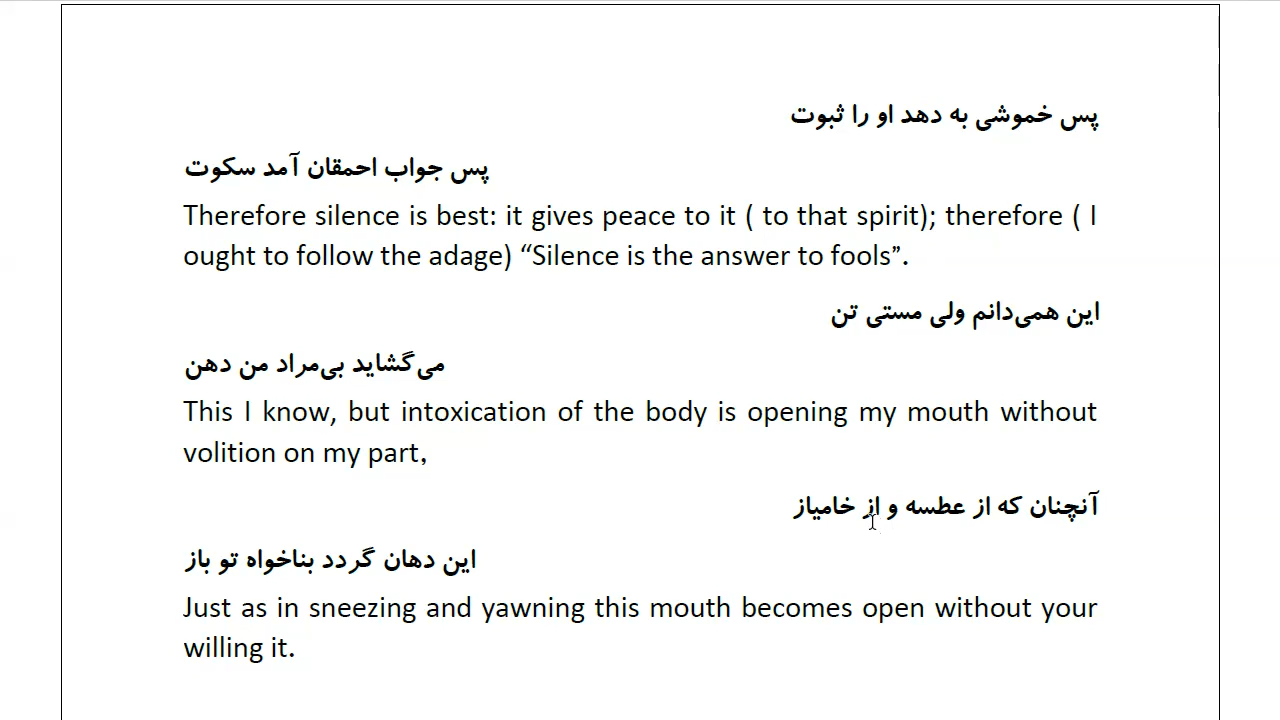 پس خموشی به دهد او را ثبوت
پس جواب احمقان آمد سکوت
Therefore silence is best: it gives peace to it ( to that spirit); therefore ( I
ought to follow the adage) “Silence is the answer to fools”.
این همی‌دانم ولی مستی تن
می‌گشاید بی‌مراد من دهن
This I know, but intoxication of the body is opening my mouth without
volition on my part,
آنچنان که از عطسه و از خامیاز
این دهان گردد بناخواه تو باز
Just as in sneezing and yawning this mouth becomes open without your
willing it.